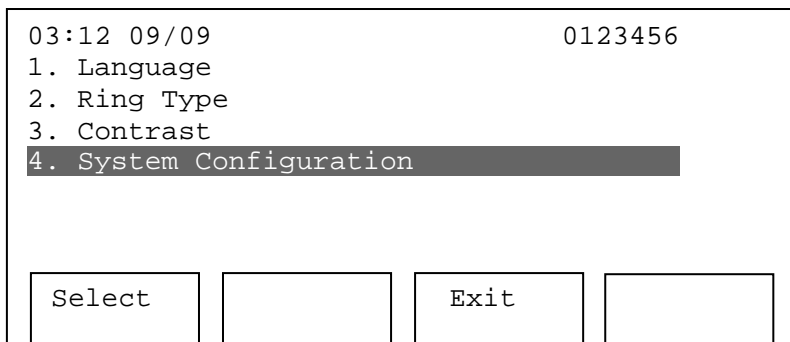 03:12 09/09 0123456
1. Language
2. Ring Type
3. Contrast
4. System Configuration
Select Exit